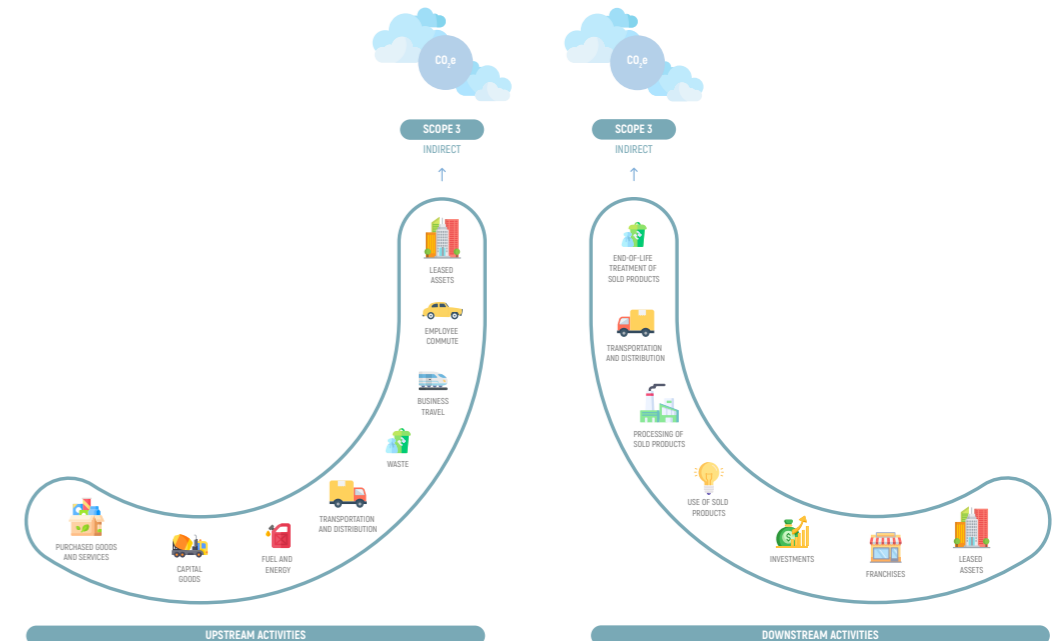 CO₂e
SCOPE 3
INDIRECT
LEASED
ASSETS
EMPLOYEE
COMMUTE
BUSINESS
TRAVEL
WASTE
TRANSPORTATION
AND DISTRIBUTION
FUEL AND
ENERGY
CAPITAL
GOODS
PURCHASED GOODS
AND SERVICES
UPSTREAM ACTIVITIES
CO₂e
SCOPE 3
INDIRECT
END-OF-LIFE
TREATMENT OF
SOLD PRODUCTS
TRANSPORTATION
AND DISTRIBUTION
PROCESSING OF
SOLD PRODUCTS
USE OF SOLD
PRODUCTS
INVESTMENTS
FRANCHISES
LEASED
ASSETS
DOWNSTREAM ACTIVITIES